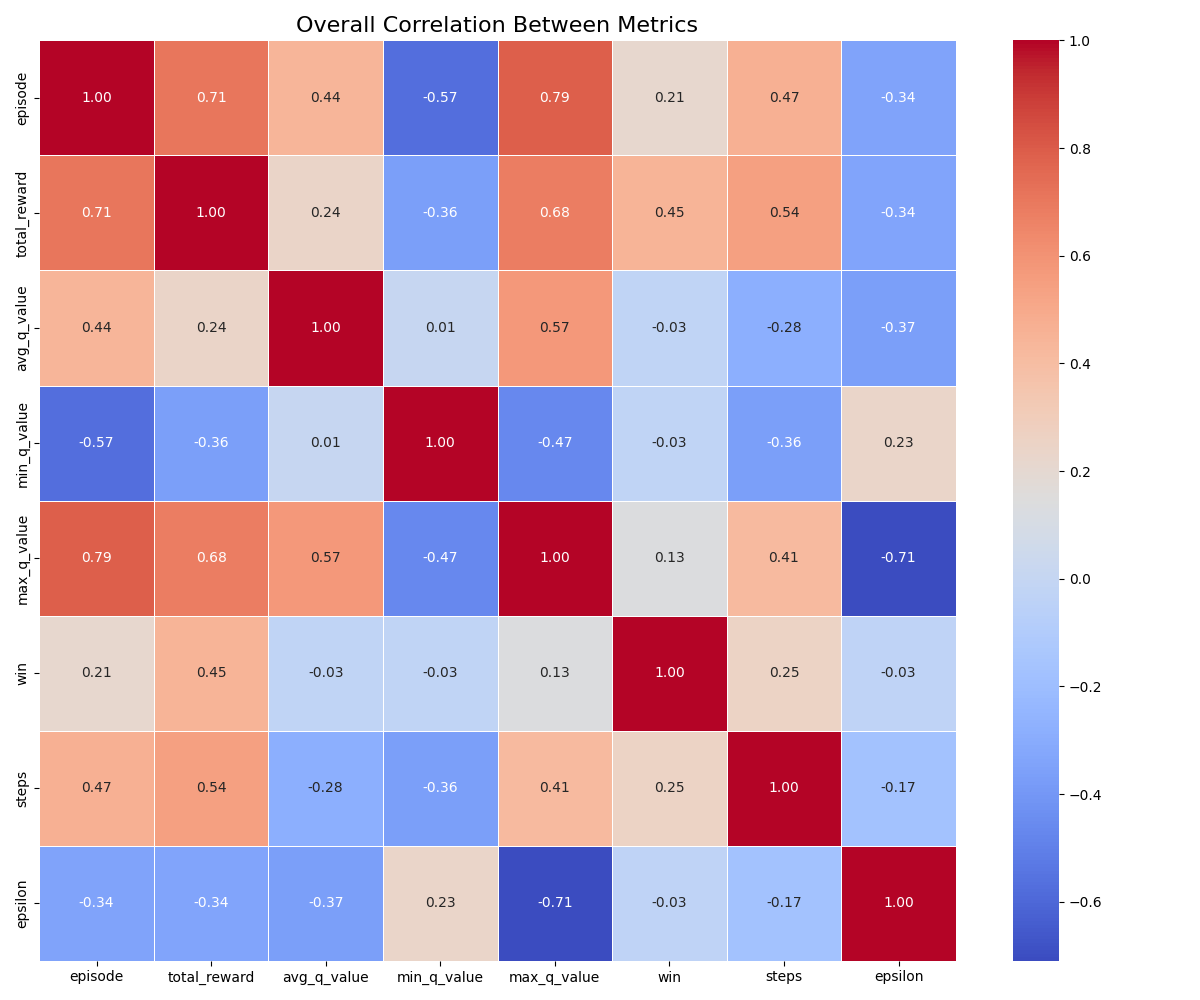 Overall Correlation Between Metrics
episode 1.00 0.71 0.44 -0.57 0.79 0.21 0.47 -0.34
total_reward 0.71 1.00 0.24 -0.36 0.68 0.45 0.54 -0.34
avg_q_value 0.44 0.24 1.00 0.01 0.57 -0.03 -0.28 -0.37
min_q_value -0.57 -0.36 0.01 1.00 -0.47 -0.03 -0.36 0.23
max_q_value 0.79 0.68 0.57 -0.47 1.00 0.13 0.41 -0.71
win 0.21 0.45 -0.03 -0.03 0.13 1.00 0.25 -0.03
steps 0.47 0.54 -0.28 -0.36 0.41 0.25 1.00 -0.17
epsilon -0.34 -0.34 -0.37 0.23 -0.71 -0.03 -0.17 1.00
episode total_reward avg_q_value min_q_value max_q_value win steps epsilon
1.0
0.8
0.6
0.4
0.2
0.0
−0.2
−0.4
−0.6